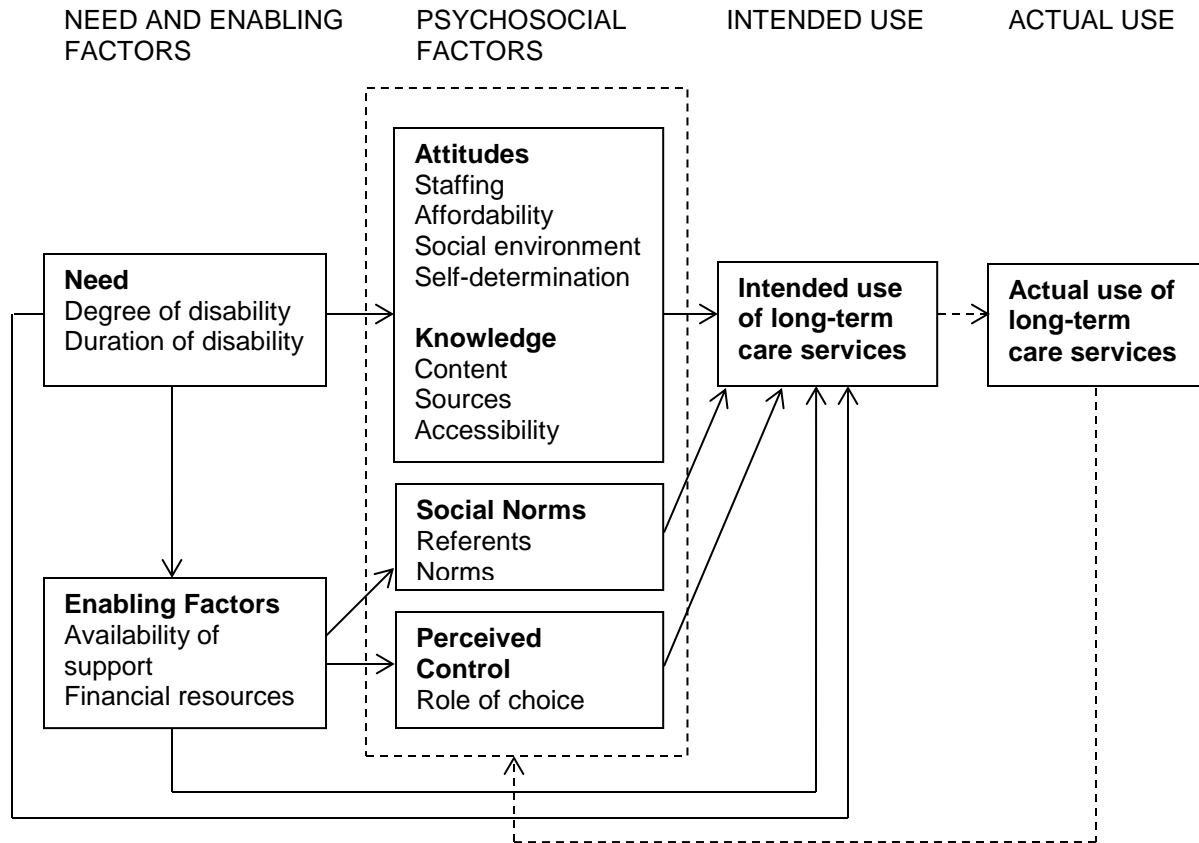 NEED AND ENABLING
FACTORS
PSYCHOSOCIAL
FACTORS
INTENDED USE
ACTUAL USE
Attitudes
Staffing
Affordability
Social environment
Self-determination
Knowledge
Content
Sources
Accessibility
Need
Degree of disability
Duration of disability
Intended use
of long-term
care services
Actual use of
long-term
care services
Social Norms
Referents
Norms
Enabling Factors
Availability of
support
Financial resources
Perceived
Control
Role of choice